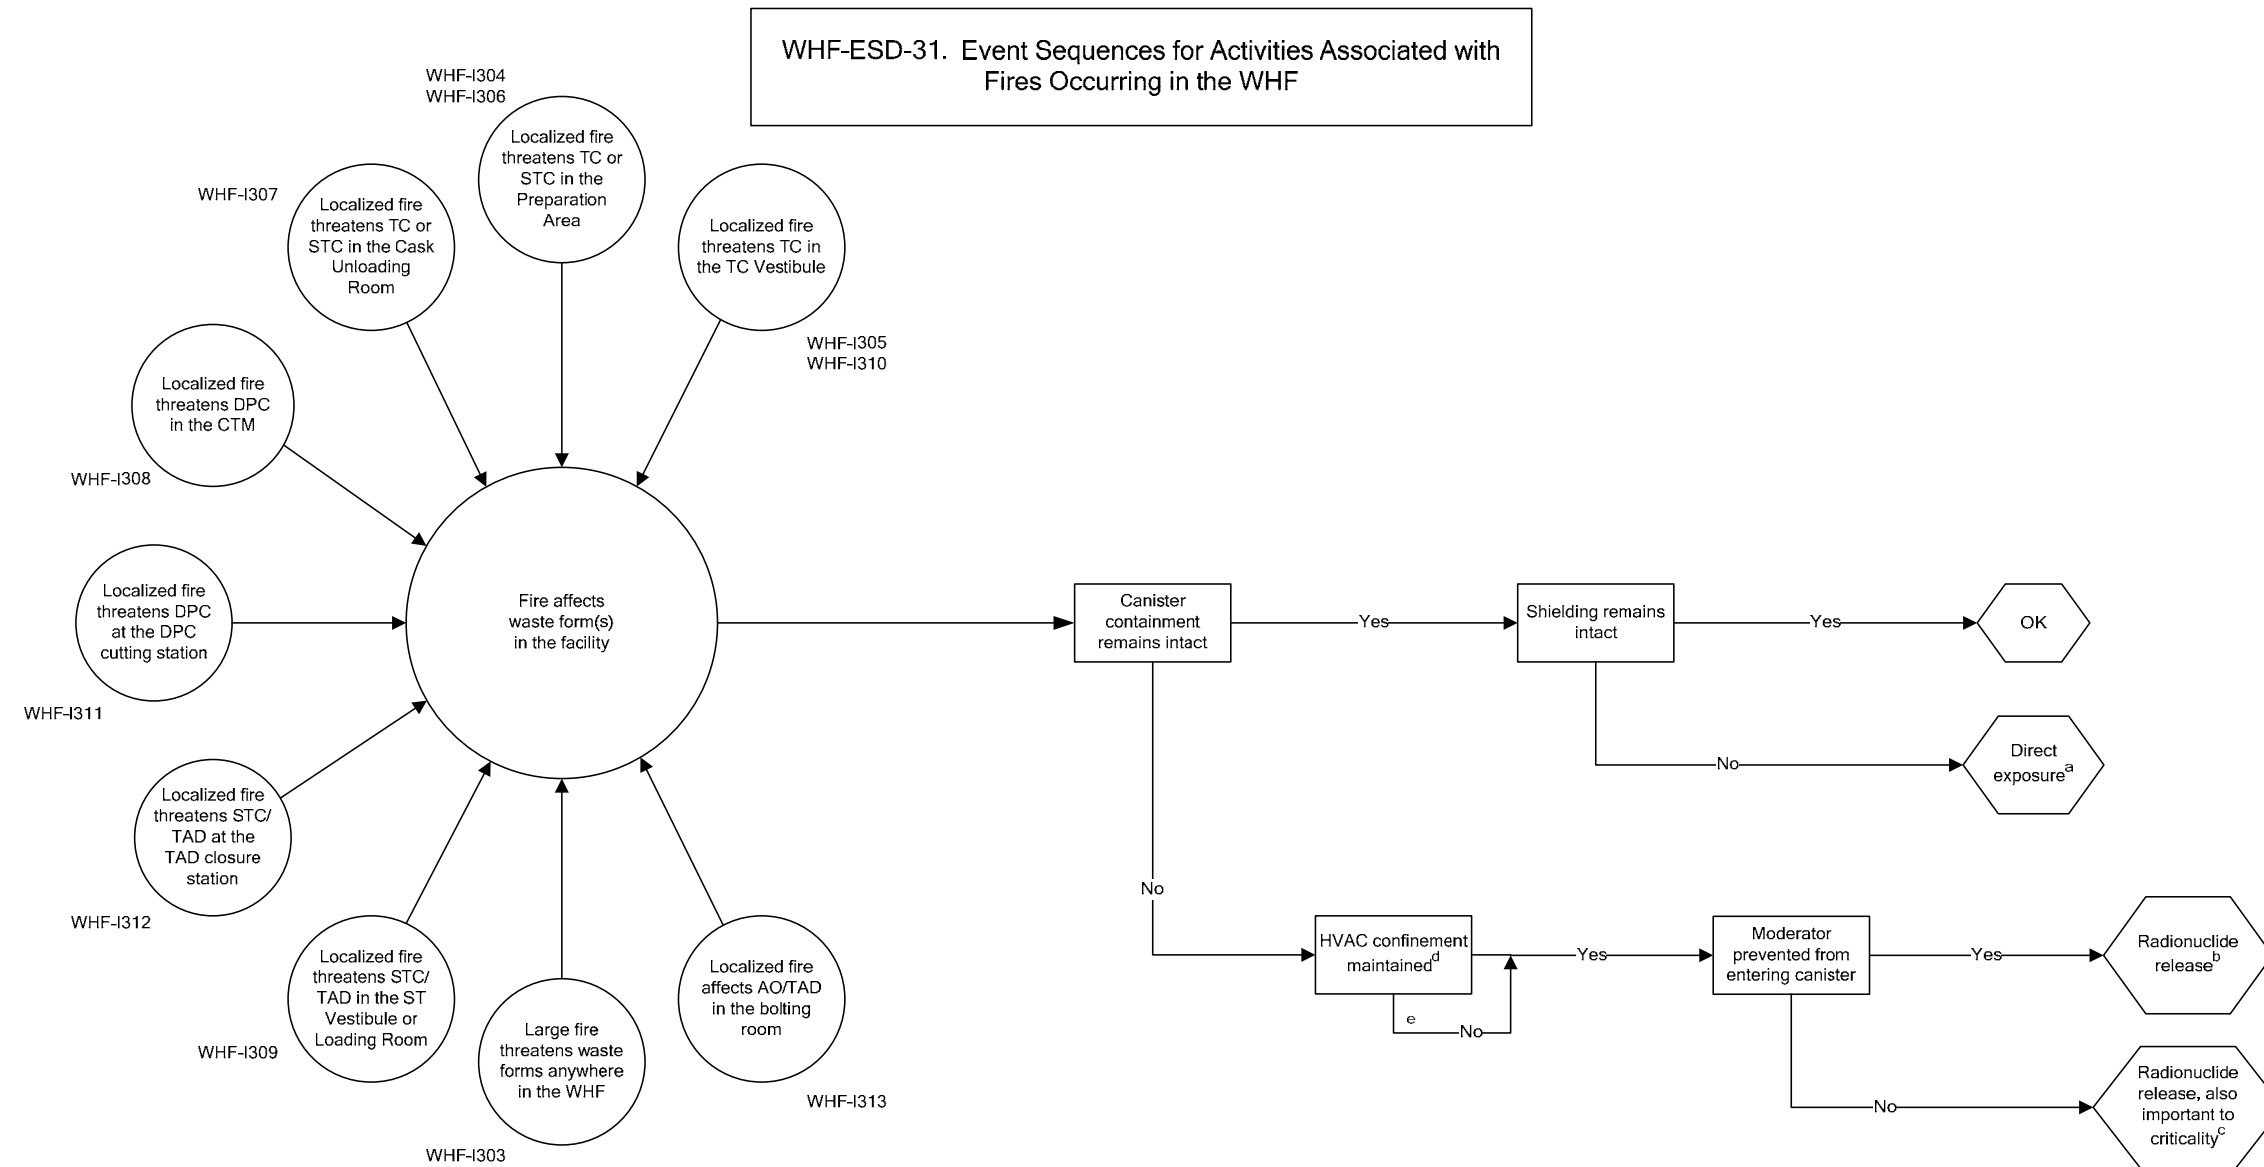 WHF-ESD-31. Event Sequences for Activities Associated with
Fires Occurring in the WHF
WHF-I304
WHF-I306
Localized fire
threatens TC or
STC in the
Preparation
Area
WHF-I307
Localized fire
threatens TC or
STC in the Cask
Unloading
Room
Localized fire
threatens TC in
the TC Vestibule
WHF-I305
WHF-I310
Localized fire
threatens DPC
in the CTM
WHF-I308
Localized fire
threatens DPC
at the DPC
cutting station
WHF-I311
Fire affects
waste form(s)
in the facility
Localized fire
threatens STC/
TAD at the
TAD closure
station
WHF-I312
Localized fire
threatens STC/
TAD in the ST
Vestibule or
Loading Room
WHF-I309
Large fire
threatens waste
forms anywhere
in the WHF
WHF-I303
Localized fire
affects AO/TAD
in the bolting
room
WHF-I313
Canister
containment
remains intact
Yes
Shielding remains
intact
Yes
OK
No
Direct
exposure a
No
HVAC confinement
maintained d
e
No
Yes
Moderator
prevented from
entering canister
Yes
Radionuclide
release b
No
Radionuclide
release, also
important to
criticality c